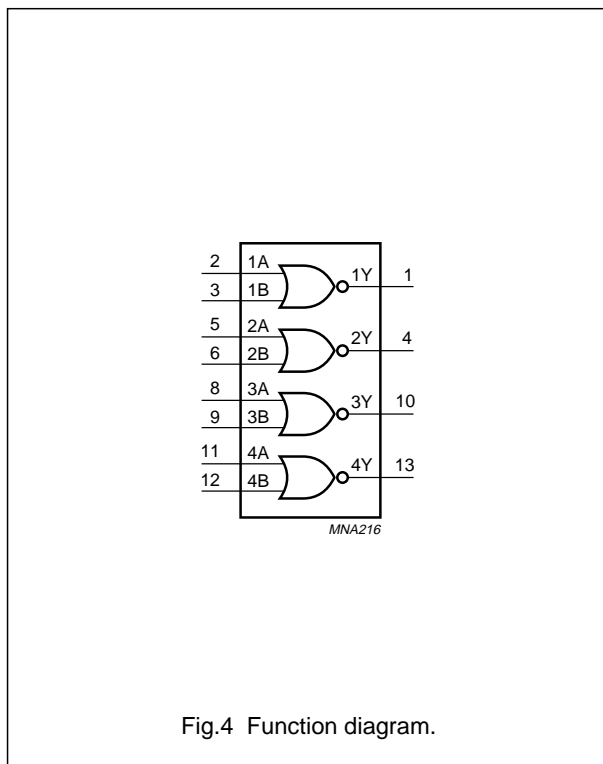 2 1A 1Y 1
3 1B
5 2A 2Y 4
6 2B
8 3A 3Y 10
9 3B
11 4A 4Y 13
12 4B
MNA216
Fig.4 Function diagram.